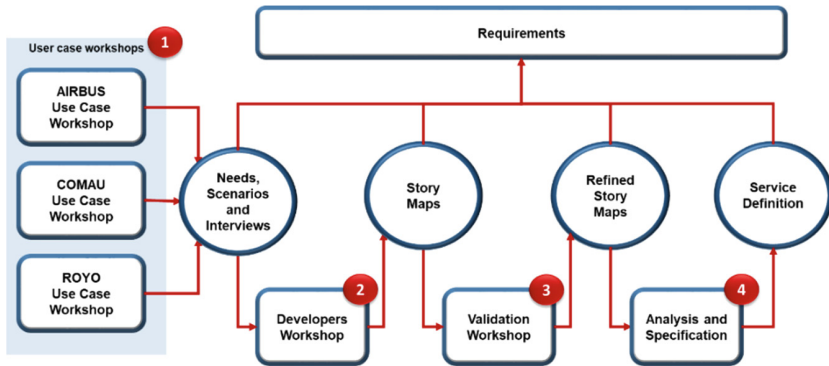 User case workshops
1
AIRBUS
Use Case
Workshop
COMAU
Use Case
Workshop
ROYO
Use Case
Workshop
Requirements
Needs,
Scenarios
and
Interviews
Story
Maps
Refined
Story
Maps
Service
Definition
2
Developers
Workshop
3
Validation
Workshop
4
Analysis and
Specification